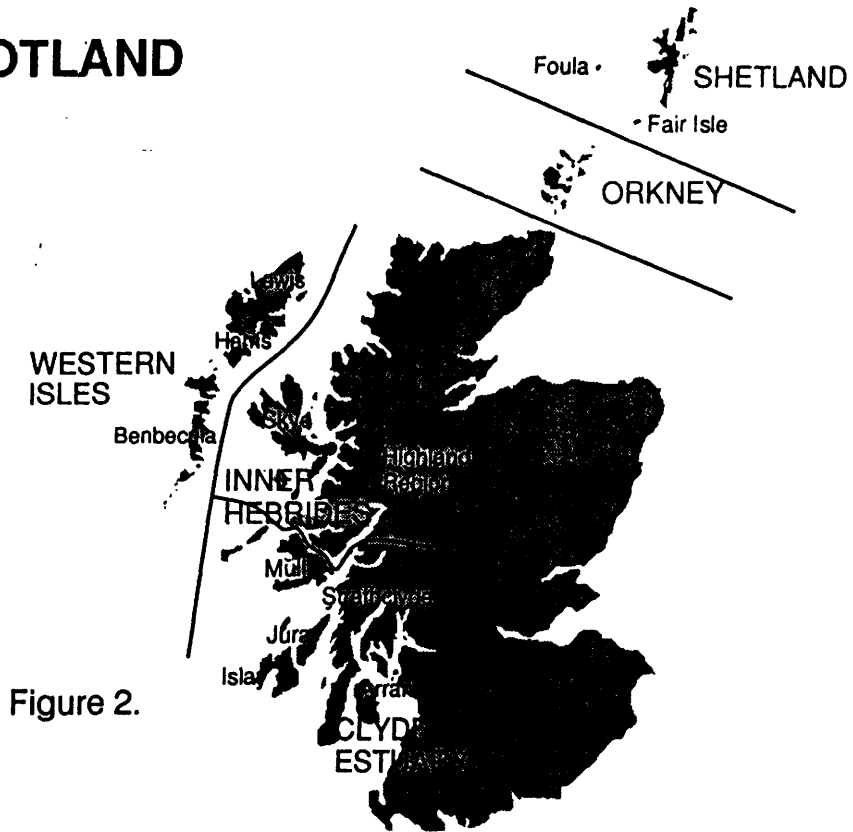 OTLAND
Foula
SHETLAND
Fair Isle
ORKNEY
Lewis
Harris
WESTERN
ISLES
Skye
Benbecula
Highland
Region
INNER
HEBRIDES
Mull
Strathclyde
Jura
Islay
Arran
Figure 2.
CLYDE
ESTUARY